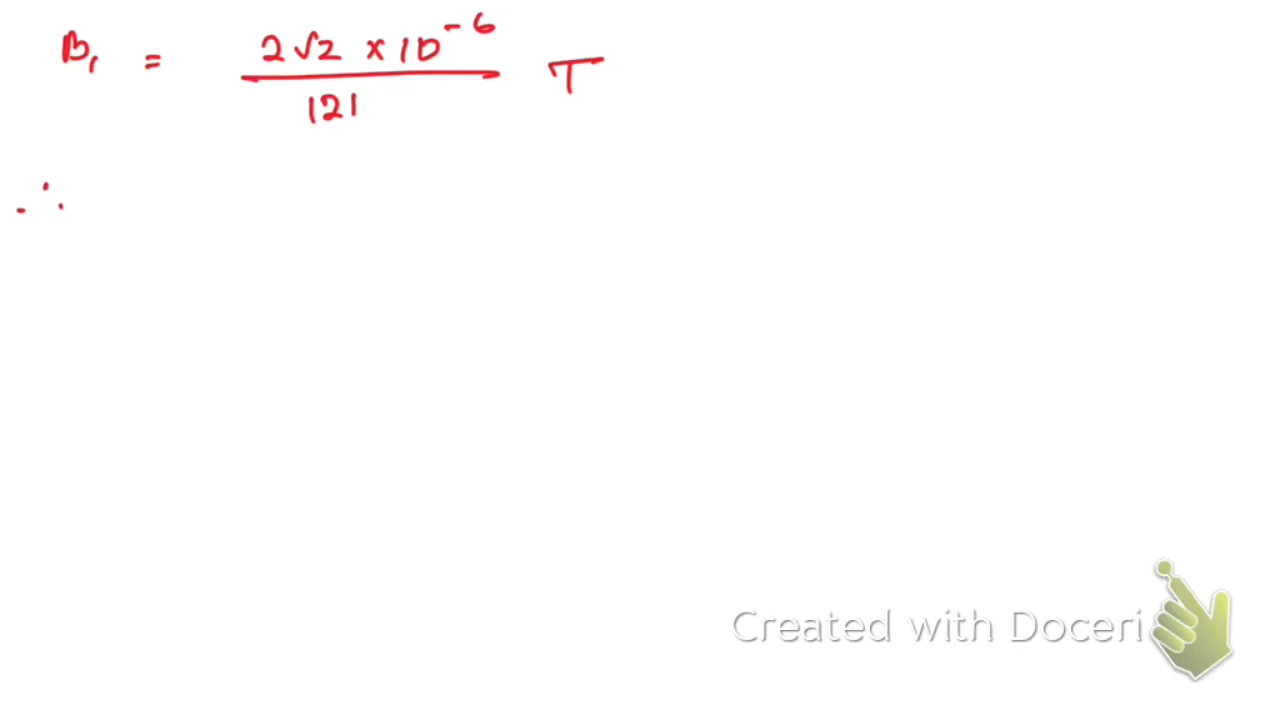 B₁ = 2√2 × 10⁻⁶ / 121 T
∴
Created with Doceri